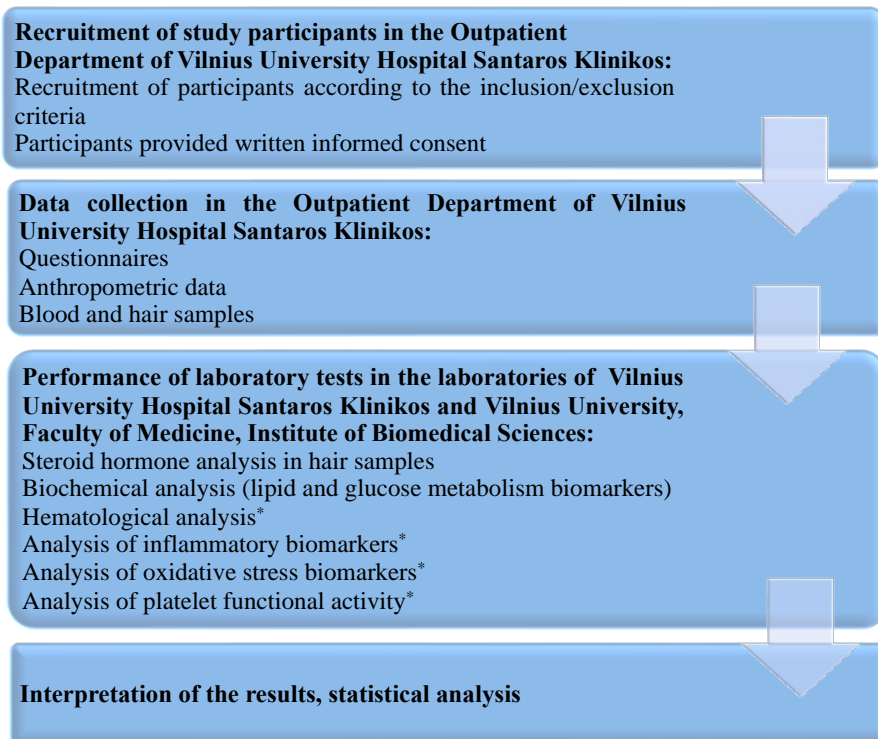 Recruitment of study participants in the Outpatient
Department of Vilnius University Hospital Santaros Klinikos:
Recruitment of participants according to the inclusion/exclusion
criteria
Participants provided written informed consent
Data collection in the Outpatient Department of Vilnius
University Hospital Santaros Klinikos:
Questionnaires
Anthropometric data
Blood and hair samples
Performance of laboratory tests in the laboratories of Vilnius
University Hospital Santaros Klinikos and Vilnius University,
Faculty of Medicine, Institute of Biomedical Sciences:
Steroid hormone analysis in hair samples
Biochemical analysis (lipid and glucose metabolism biomarkers)
Hematological analysis*
Analysis of inflammatory biomarkers*
Analysis of oxidative stress biomarkers*
Analysis of platelet functional activity*
Interpretation of the results, statistical analysis